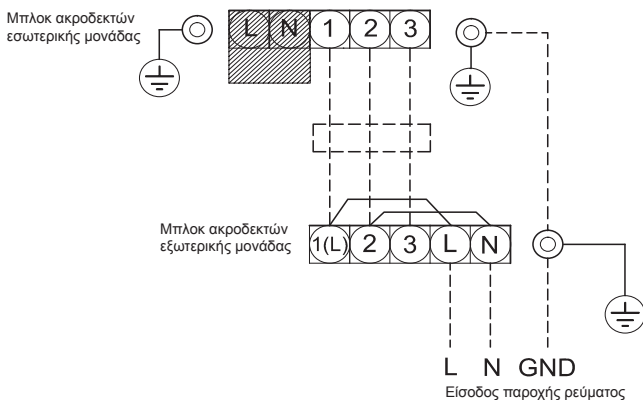 Μπλοκ ακροδεκτών
εσωτερικής μονάδας
L N 1 2 3
Μπλοκ ακροδεκτών
εξωτερικής μονάδας
1(L) 2 3 L N
L N GND
Είσοδος παροχής ρεύματος